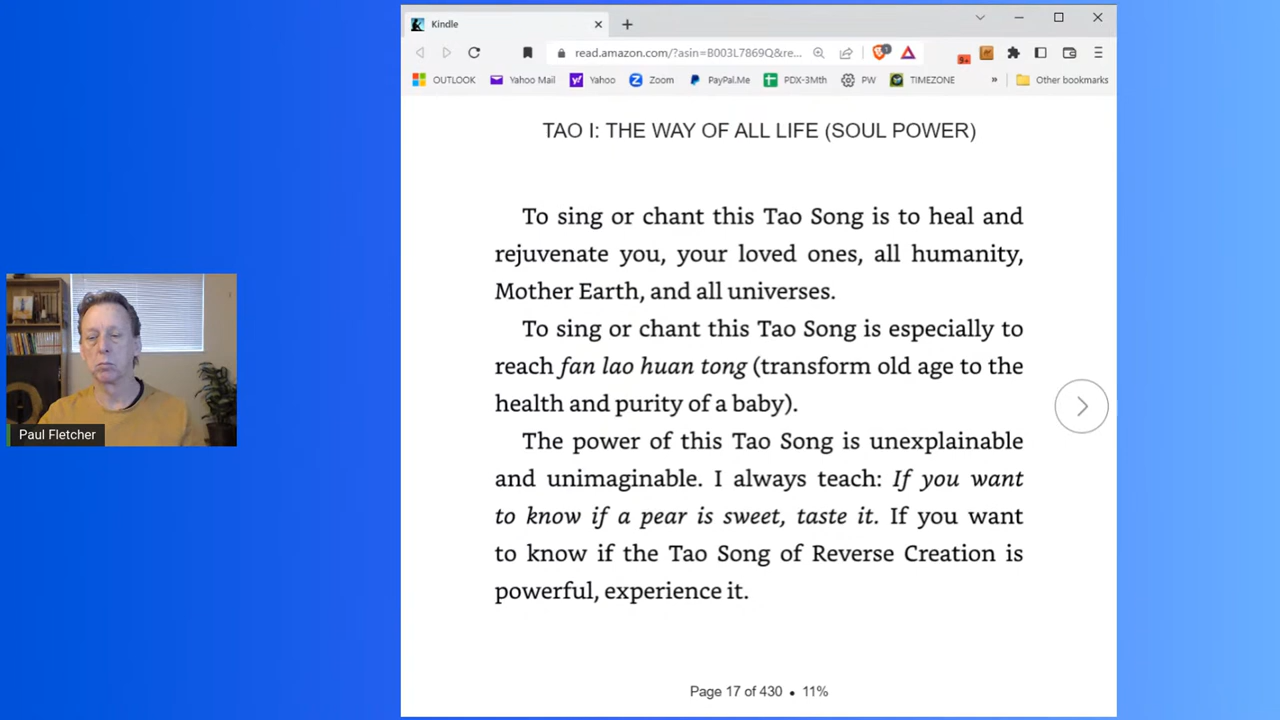 Kindle
read.amazon.com/?asin=B003L7869Q&re...
9+
OUTLOOK Yahoo Mail Yahoo Zoom PayPal.Me PDX-3Mth PW TIMEZONE » Other bookmarks
TAO I: THE WAY OF ALL LIFE (SOUL POWER)
To sing or chant this Tao Song is to heal and
rejuvenate you, your loved ones, all humanity,
Mother Earth, and all universes.
To sing or chant this Tao Song is especially to
reach fan lao huan tong (transform old age to the
health and purity of a baby).
The power of this Tao Song is unexplainable
and unimaginable. I always teach: If you want
to know if a pear is sweet, taste it. If you want
to know if the Tao Song of Reverse Creation is
powerful, experience it.
Page 17 of 430 • 11%
Paul Fletcher